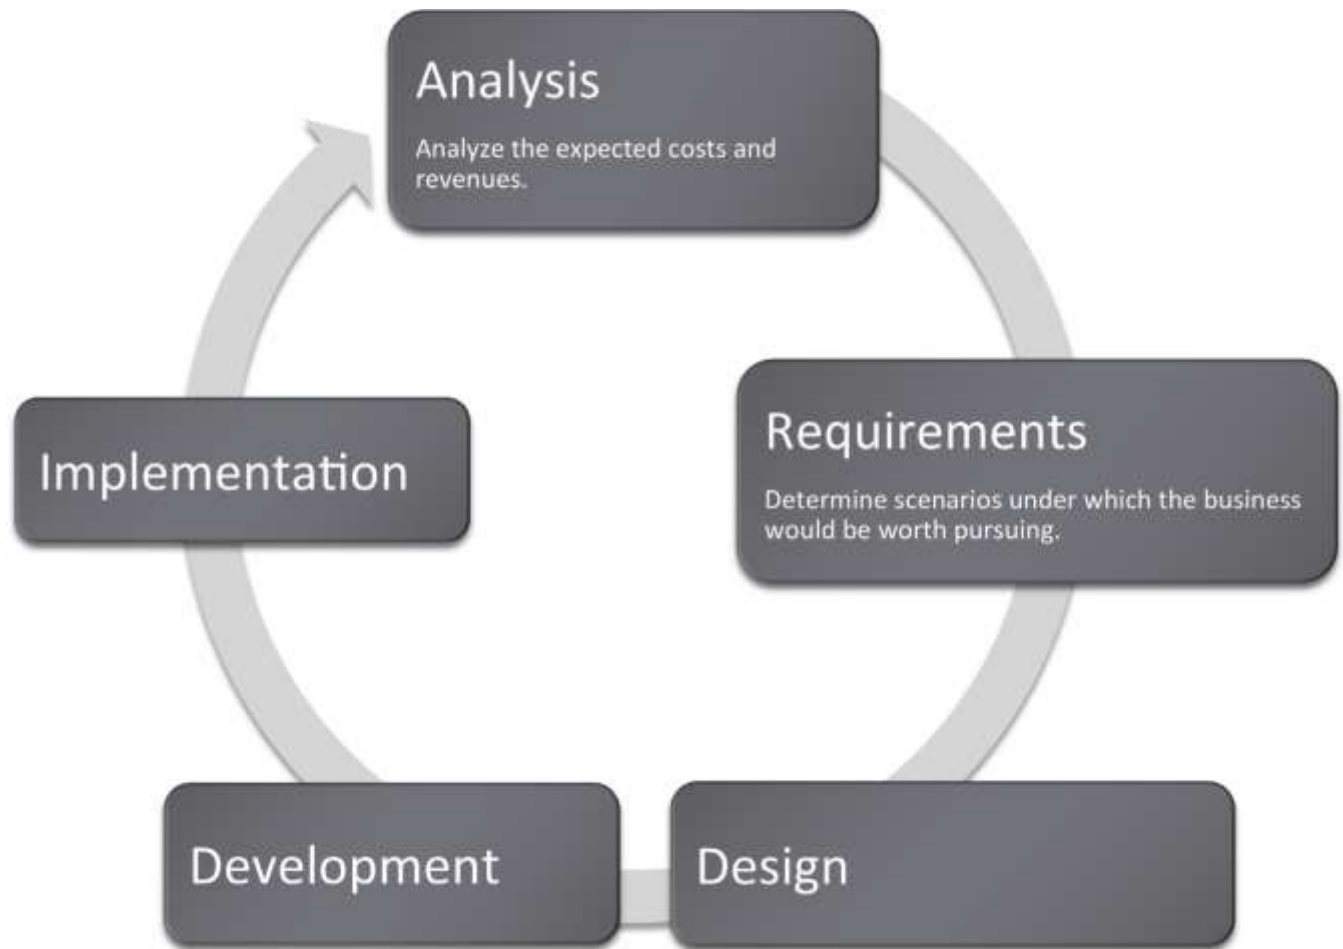 Analysis
Analyze the expected costs and
revenues.
Requirements
Determine scenarios under which the business
would be worth pursuing.
Design
Development
Implementation